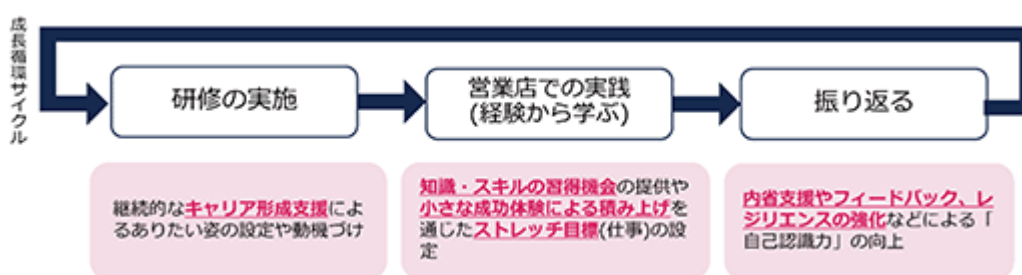 成長循環サイクル
研修の実施
営業店での実践
(経験から学ぶ)
振り返る
継続的なキャリア形成支援によ
るありたい姿の設定や動機づけ
知識・スキルの習得機会の提供や
小さな成功体験による積み上げを
通じたストレッチ目標(仕事)の設
定
内省支援やフィードバック、レ
ジリエンスの強化などによる「
自己認識力」の向上